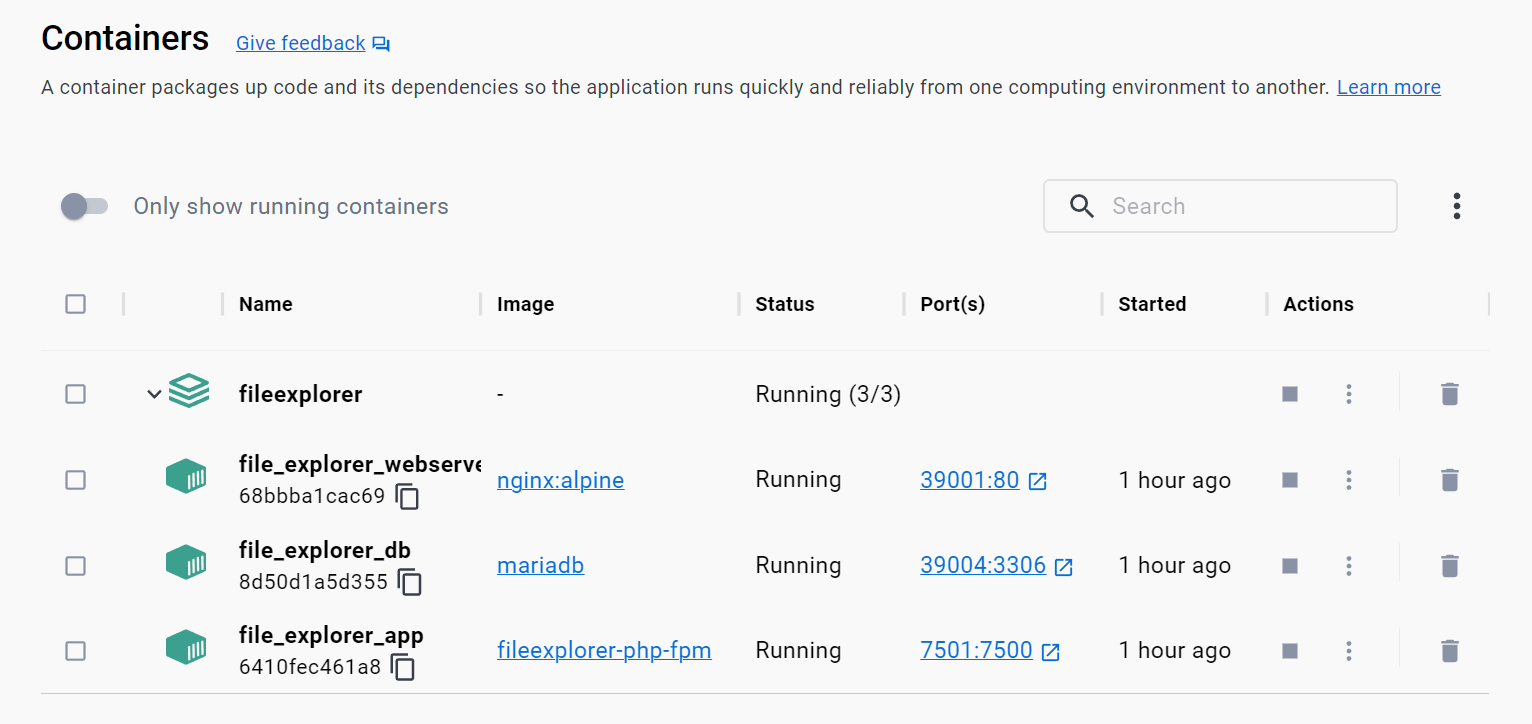 Containers Give feedback
A container packages up code and its dependencies so the application runs quickly and reliably from one computing environment to another. Learn more
Only show running containers Search
Name Image Status Port(s) Started Actions
fileexplorer - Running (3/3)
file_explorer_webserve
68bbba1cac69 nginx:alpine Running 39001:80 1 hour ago
file_explorer_db
8d50d1a5d355 mariadb Running 39004:3306 1 hour ago
file_explorer_app
6410fec461a8 fileexplorer-php-fpm Running 7501:7500 1 hour ago